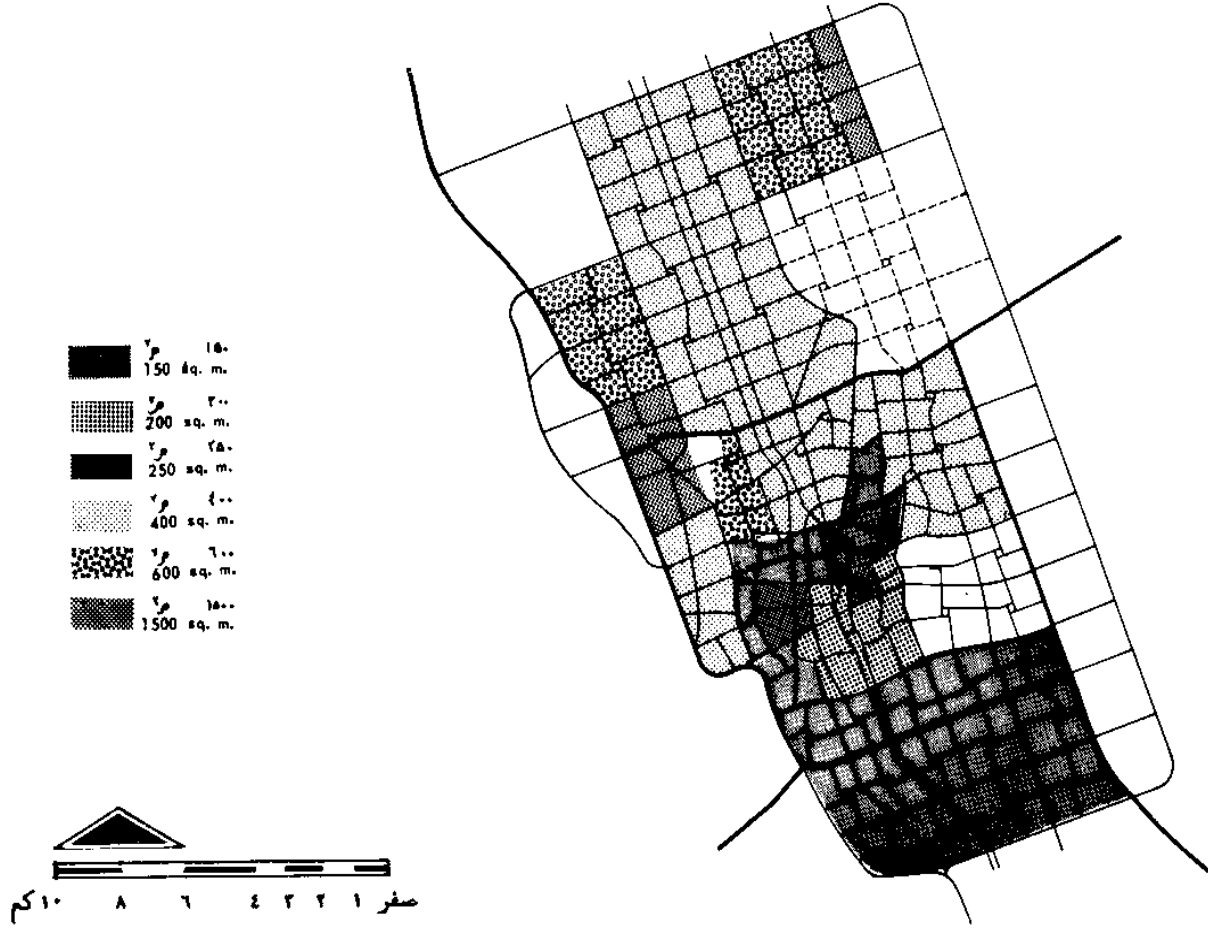 ١٥٠ م٢
150 sq. m.
٢٠٠ م٢
200 sq. m.
٢٥٠ م٢
250 sq. m.
٤٠٠ م٢
400 sq. m.
٦٠٠ م٢
600 sq. m.
١٥٠٠ م٢
1500 sq. m.
صفر ١ ٢ ٣ ٤ ٦ ٨ ١٠ كم